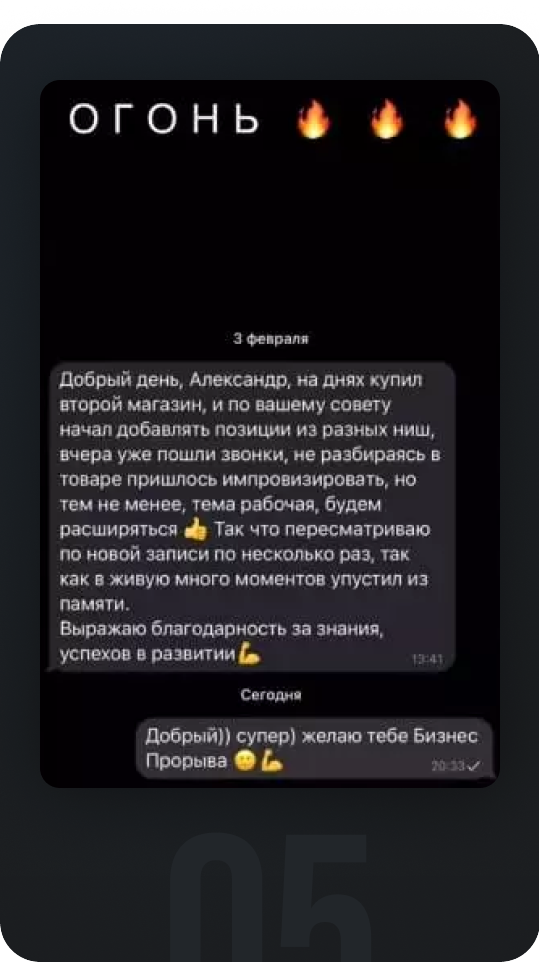 ОГОНЬ 🔥 🔥 🔥
3 февраля
Добрый день, Александр, на днях купил
второй магазин, и по вашему совету
начал добавлять позиции из разных ниш,
вчера уже пошли звонки, не разбираясь в
товаре пришлось импровизировать, но
тем не менее, тема рабочая, будем
расширяться 👍 Так что пересматриваю
по новой записи по несколько раз, так
как в живую много моментов упустил из
памяти.
Выражаю благодарность за знания,
успехов в развитии💪
13:41
Сегодня
Добрый)) супер) желаю тебе Бизнес
Прорыва 🙂💪
20:33
05